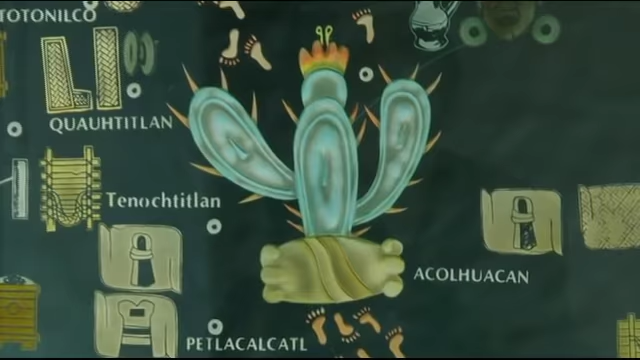 TOTONILCO
QUAUHTITLAN
Tenochtitlan
ACOLHUACAN
PETLACALCATL